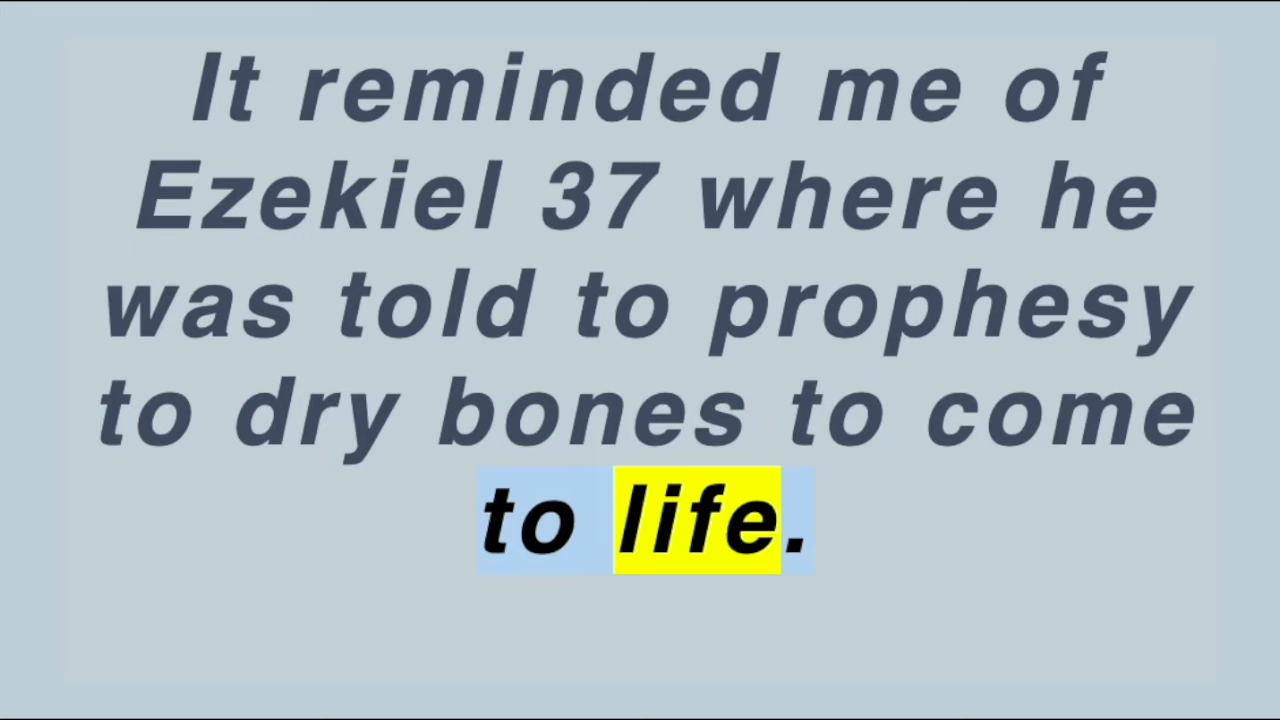 It reminded me of
Ezekiel 37 where he
was told to prophesy
to dry bones to come
to life.